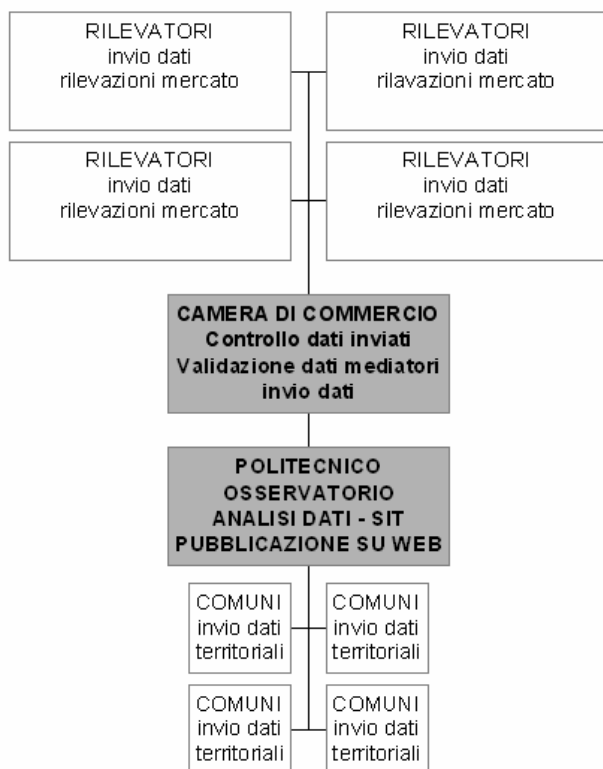 RILEVATORI
invio dati
rilevazioni mercato
RILEVATORI
invio dati
rilavazioni mercato
RILEVATORI
invio dati
rilevazioni mercato
RILEVATORI
invio dati
rilevazioni mercato
CAMERA DI COMMERCIO
Controllo dati inviati
Validazione dati mediatori
invio dati
POLITECNICO
OSSERVATORIO
ANALISI DATI - SIT
PUBBLICAZIONE SU WEB
COMUNI
invio dati
territoriali
COMUNI
invio dati
territoriali
COMUNI
invio dati
territoriali
COMUNI
invio dati
territoriali